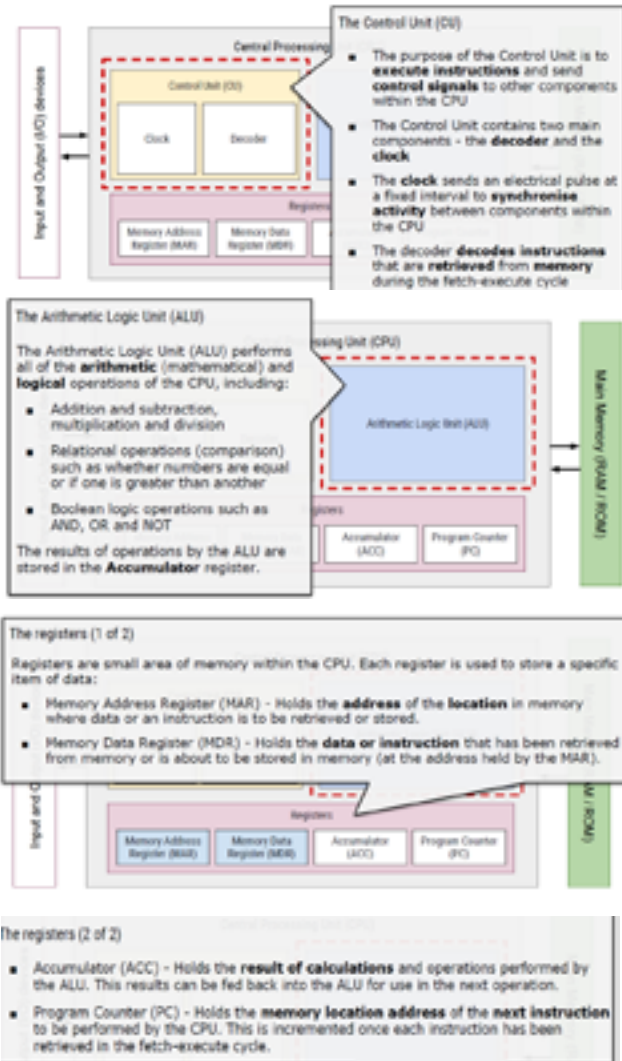 The Control Unit (CU)
Central Processing
■ The purpose of the Control Unit is to
execute instructions and send
control signals to other components
within the CPU
■ The Control Unit contains two main
components - the decoder and the
clock
■ The clock sends an electrical pulse at
a fixed interval to synchronise
activity between components within
the CPU
■ The decoder decodes instructions
that are retrieved from memory
during the fetch-execute cycle
Input and Output (I/O) devices
Control Unit (CU)
Clock
Decoder
Registers
Memory Address
Register (MAR)
Memory Data
Register (MDR)
The Arithmetic Logic Unit (ALU)
The Arithmetic Logic Unit (ALU) performs
all of the arithmetic (mathematical) and
logical operations of the CPU, including:
■ Addition and subtraction,
multiplication and division
■ Relational operations (comparison)
such as whether numbers are equal
or if one is greater than another
■ Boolean logic operations such as
AND, OR and NOT
The results of operations by the ALU are
stored in the Accumulator register.
ssing Unit (CPU)
Arithmetic Logic Unit (ALU)
gisters
Accumulator
(ACC)
Program Counter
(PC)
Main Memory (RAM / ROM)
The registers (1 of 2)
Registers are small area of memory within the CPU. Each register is used to store a specific
item of data:
■ Memory Address Register (MAR) - Holds the address of the location in memory
where data or an instruction is to be retrieved or stored.
■ Memory Data Register (MDR) - Holds the data or instruction that has been retrieved
from memory or is about to be stored in memory (at the address held by the MAR).
Input and O
Registers
Memory Address
Register (MAR)
Memory Data
Register (MDR)
Accumulator
(ACC)
Program Counter
(PC)
M / ROM)
The registers (2 of 2)
■ Accumulator (ACC) - Holds the result of calculations and operations performed by
the ALU. This results can be fed back into the ALU for use in the next operation.
■ Program Counter (PC) - Holds the memory location address of the next instruction
to be performed by the CPU. This is incremented once each instruction has been
retrieved in the fetch-execute cycle.